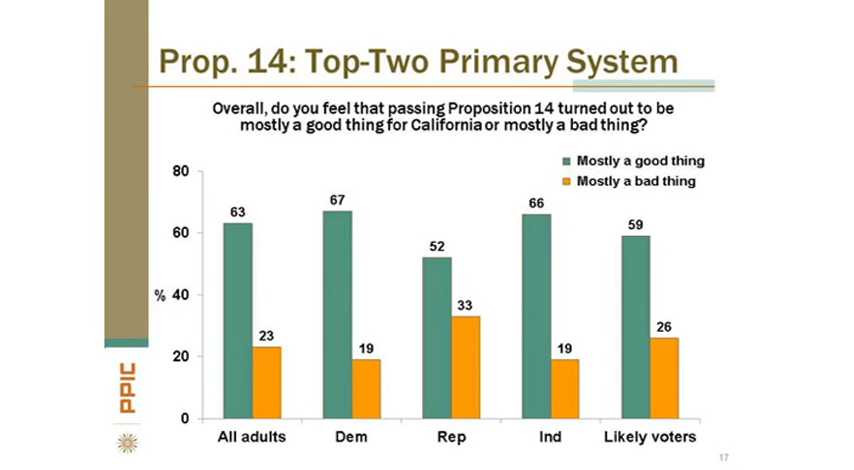 Prop. 14: Top-Two Primary System
Overall, do you feel that passing Proposition 14 turned out to be
mostly a good thing for California or mostly a bad thing?
Mostly a good thing
Mostly a bad thing
%
80
60
40
20
0
63
23
67
19
52
33
66
19
59
26
All adults
Dem
Rep
Ind
Likely voters
PPIC
17